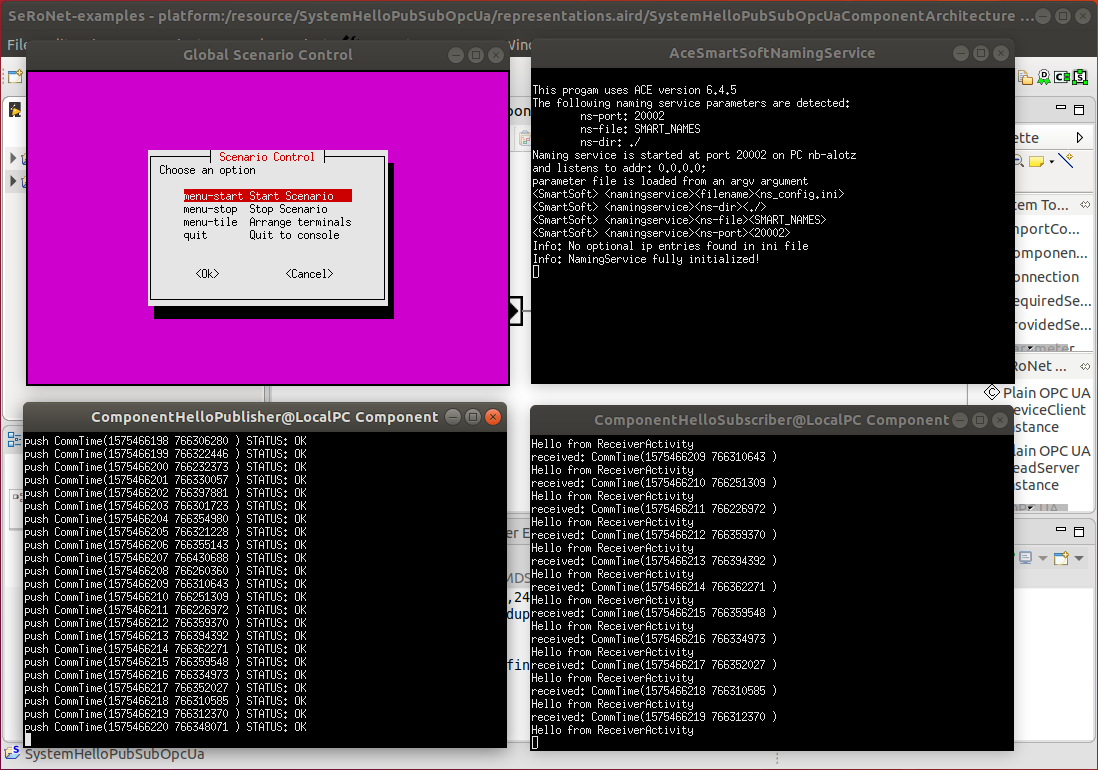 SeRoNet-examples - platform:/resource/SystemHelloPubSubOpcUa/representations.aird/SystemHelloPubSubOpcUaComponentArchitecture ...
File
Global Scenario Control
Scenario Control
Choose an option
menu-start Start Scenario
menu-stop Stop Scenario
menu-tile Arrange terminals
quit Quit to console
<Ok> <Cancel>
AceSmartSoftNamingService
This progam uses ACE version 6.4.5
The following naming service parameters are detected:
ns-port: 20002
ns-file: SMART_NAMES
ns-dir: ./
Naming service is started at port 20002 on PC nb-alotz
and listens to addr: 0.0.0.0;
parameter file is loaded from an argv argument
<SmartSoft> <namingservice><filename><ns_config.ini>
<SmartSoft> <namingservice><ns-dir><./>
<SmartSoft> <namingservice><ns-file><SMART_NAMES>
<SmartSoft> <namingservice><ns-port><20002>
Info: No optional ip entries found in ini file
Info: NamingService fully initialized!
ette
tem To...
mportCo...
omponen...
onnection
equiredSe...
rovidedSe...
RoNet ...
Plain OPC UA
eviceClient
stance
lain OPC UA
eadServer
stance
ComponentHelloPublisher@LocalPC Component
push CommTime(1575466198 766306280 ) STATUS: OK
push CommTime(1575466199 766322446 ) STATUS: OK
push CommTime(1575466200 766232373 ) STATUS: OK
push CommTime(1575466201 766330057 ) STATUS: OK
push CommTime(1575466202 766397881 ) STATUS: OK
push CommTime(1575466203 766301723 ) STATUS: OK
push CommTime(1575466204 766354980 ) STATUS: OK
push CommTime(1575466205 766321228 ) STATUS: OK
push CommTime(1575466206 766355143 ) STATUS: OK
push CommTime(1575466207 766430688 ) STATUS: OK
push CommTime(1575466208 766260360 ) STATUS: OK
push CommTime(1575466209 766310643 ) STATUS: OK
push CommTime(1575466210 766251309 ) STATUS: OK
push CommTime(1575466211 766226972 ) STATUS: OK
push CommTime(1575466212 766359370 ) STATUS: OK
push CommTime(1575466213 766394392 ) STATUS: OK
push CommTime(1575466214 766362271 ) STATUS: OK
push CommTime(1575466215 766359548 ) STATUS: OK
push CommTime(1575466216 766334973 ) STATUS: OK
push CommTime(1575466217 766352027 ) STATUS: OK
push CommTime(1575466218 766310585 ) STATUS: OK
push CommTime(1575466219 766312370 ) STATUS: OK
push CommTime(1575466220 766348071 ) STATUS: OK
ComponentHelloSubscriber@LocalPC Component
Hello from ReceiverActivity
received: CommTime(1575466209 766310643 )
Hello from ReceiverActivity
received: CommTime(1575466210 766251309 )
Hello from ReceiverActivity
received: CommTime(1575466211 766226972 )
Hello from ReceiverActivity
received: CommTime(1575466212 766359370 )
Hello from ReceiverActivity
received: CommTime(1575466213 766394392 )
Hello from ReceiverActivity
received: CommTime(1575466214 766362271 )
Hello from ReceiverActivity
received: CommTime(1575466215 766359548 )
Hello from ReceiverActivity
received: CommTime(1575466216 766334973 )
Hello from ReceiverActivity
received: CommTime(1575466217 766352027 )
Hello from ReceiverActivity
received: CommTime(1575466218 766310585 )
Hello from ReceiverActivity
received: CommTime(1575466219 766312370 )
Hello from ReceiverActivity
SystemHelloPubSubOpcUa